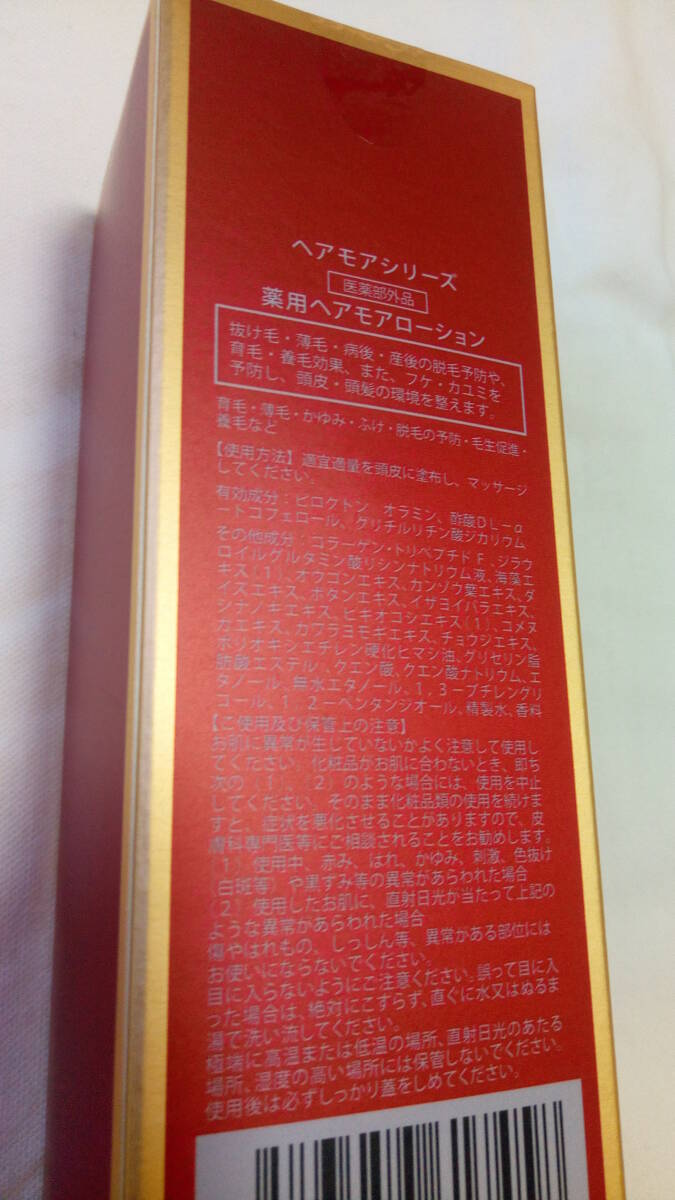 ヘアモアシリーズ
医薬部外品
薬用ヘアモアローション
抜け毛・薄毛・病後・産後の脱毛予防や、
育毛・養毛効果、また、フケ・カユミを
予防し、頭皮・頭髪の環境を整えます。
育毛・薄毛・かゆみ・ふけ・脱毛の予防・毛生促進・
養毛など
【使用方法】適宜適量を頭皮に塗布し、マッサージ
してください。
有効成分：ピロクトン オラミン、酢酸DL-α
ートコフェロール、グリチルリチン酸ジカリウム
その他成分：コラーゲン・トリペプチド F、ジラウ
ロイルグルタミン酸リシンナトリウム液、海藻エ
キス(1)、オウゴンエキス、カンゾウ葉エキス、ダ
イズエキス、ボタンエキス、イザヨイバラエキス、
シナノキエキス、ヒキオコシエキス(1)、コメヌ
カエキス、カワラヨモギエキス、チョウジエキス、
ポリオキシエチレン硬化ヒマシ油、グリセリン脂
肪酸エステル、クエン酸、クエン酸ナトリウム、エ
タノール、無水エタノール、1，3－ブチレングリ
コール、1，2－ペンタンジオール、精製水、香料
【ご使用及び保管上の注意】
お肌に異常が生じていないかよく注意して使用し
てください。化粧品がお肌に合わないとき、即ち
次の（1）、（2）のような場合には、使用を中止
してください。そのまま化粧品類の使用を続けま
すと、症状を悪化させることがありますので、皮
膚科専門医等にご相談されることをお勧めします。
（1）使用中、赤み、はれ、かゆみ、刺激、色抜け
（白斑等）や黒ずみ等の異常があらわれた場合
（2）使用したお肌に、直射日光が当たって上記の
ような異常があらわれた場合
傷やはれもの、しっしん等、異常がある部位には
お使いにならないでください。
目に入らないようにご注意ください。誤って目に入
った場合は、絶対にこすらず、直ぐに水又はぬるま
湯で洗い流してください。
極端に高温または低温の場所、直射日光のあたる
場所、湿度の高い場所には保管しないでください。
使用後は必ずしっかり蓋をしめてください。